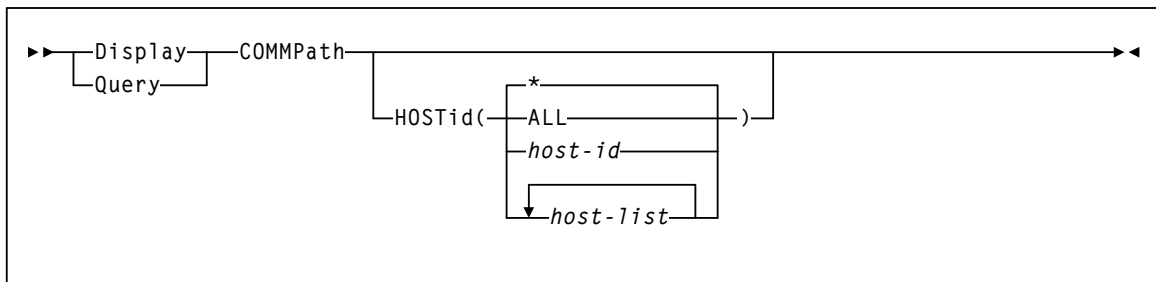 Display COMMPath
Query
*
HOSTid( ALL )
host-id
host-list